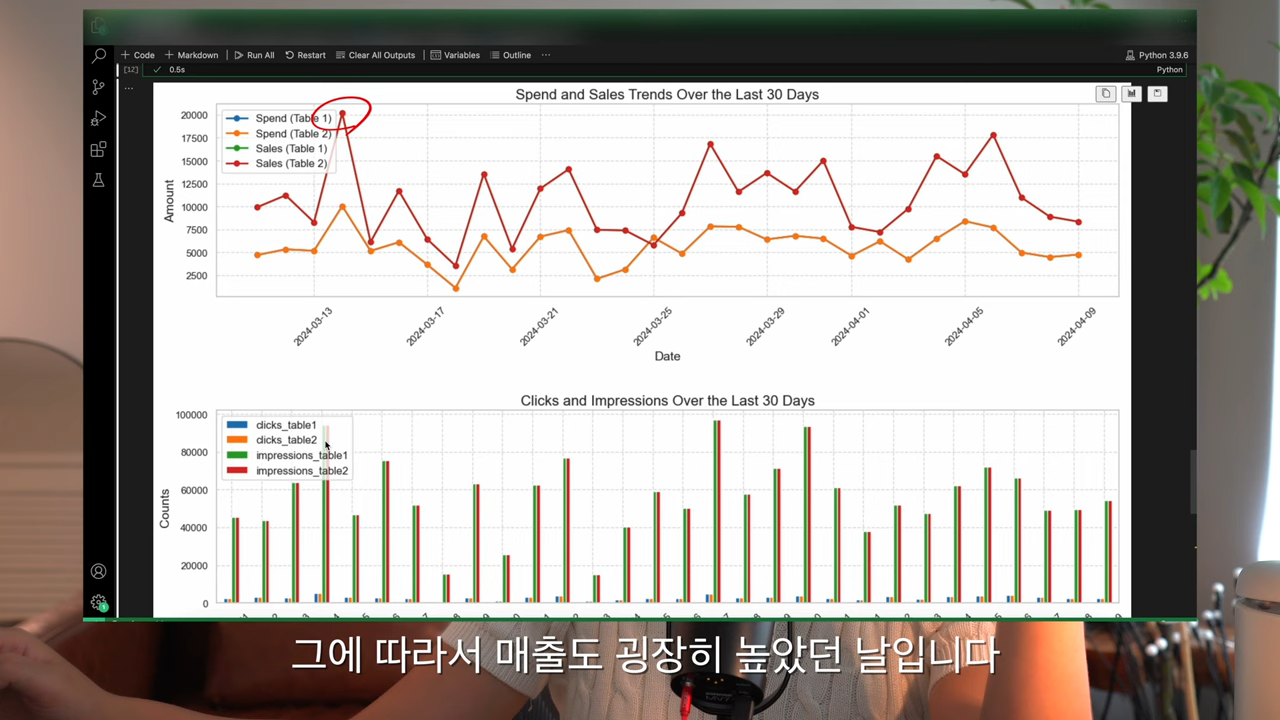 Code
Markdown
Run All
Restart
Clear All Outputs
Variables
Outline
...
Python 3.9.6
[12]
0.5s
Python
...
Spend and Sales Trends Over the Last 30 Days
20000
17500
15000
12500
10000
7500
5000
2500
Amount
Spend (Table 1)
Spend (Table 2)
Sales (Table 1)
Sales (Table 2)
2024-03-13
2024-03-17
2024-03-21
2024-03-25
2024-03-29
2024-04-01
2024-04-05
2024-04-09
Date
Clicks and Impressions Over the Last 30 Days
100000
80000
60000
40000
20000
0
Counts
clicks_table1
clicks_table2
impressions_table1
impressions_table2
1
그에 따라서 매출도 굉장히 높았던 날입니다